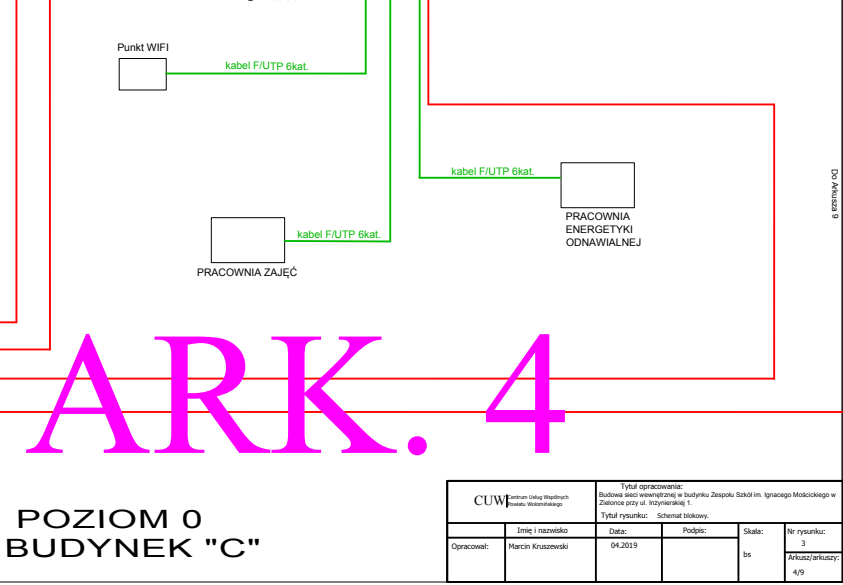 Punkt WIFI
kabel F/UTP 6kat.
kabel F/UTP 6kat.
PRACOWNIA
ENERGETYKI
ODNAWIALNEJ
Do Arkusza 9
kabel F/UTP 6kat.
PRACOWNIA ZAJĘĆ
ARK. 4
POZIOM 0
BUDYNEK "C"
CUW
Centrum Usług Wspólnych
Powiatu Wołomińskiego
Tytuł opracowania:
Budowa sieci wewnętrznej w budynku Zespołu Szkół im. Ignacego Mościckiego w
Zielonce przy ul. Inżynierskiej 1.
Tytuł rysunku: Schemat blokowy.
Imię i nazwisko
Data:
Podpis:
Skala:
Nr rysunku:
3
Opracował:
Marcin Kruszewski
04.2019
bs
Arkusz/arkuszy:
4/9